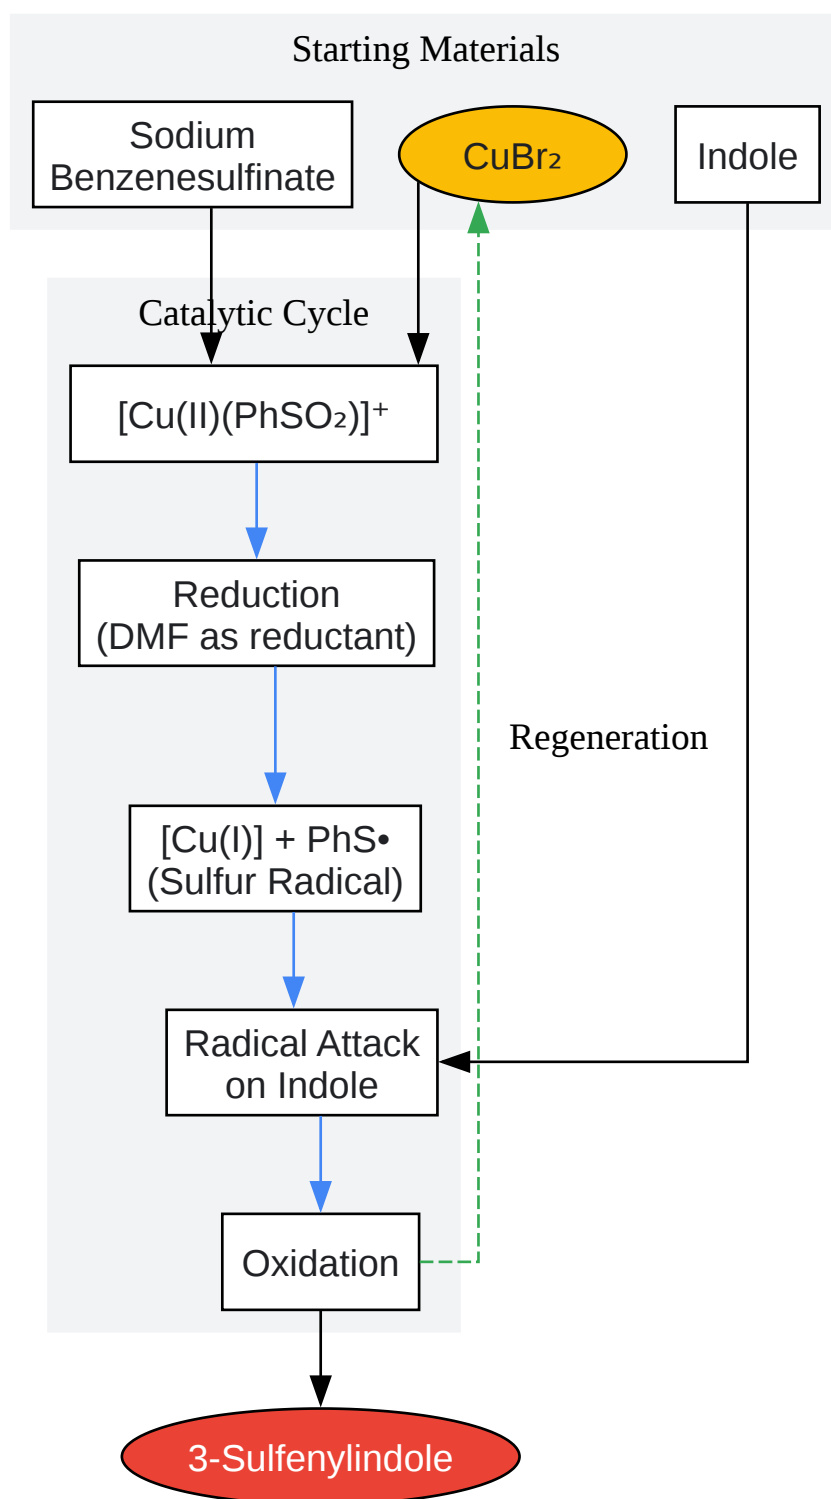 Starting Materials
Sodium
Benzenesulfinate
CuBr₂
Indole
Catalytic Cycle
[Cu(II)(PhSO₂)]⁺
Reduction
(DMF as reductant)
Regeneration
[Cu(I)] + PhS•
(Sulfur Radical)
Radical Attack
on Indole
Oxidation
3-Sulfenylindole